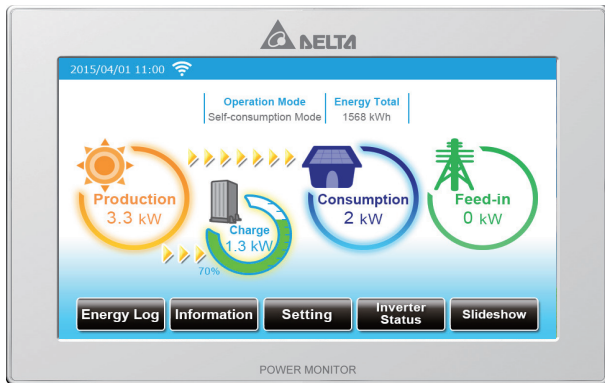 DELTA
2015/04/01 11:00
Operation Mode
Self-consumption Mode
Energy Total
1568 kWh
Production
3.3 kW
Charge
1.3 kW
70%
Consumption
2 kW
Feed-in
0 kW
Energy Log
Information
Setting
Inverter
Status
Slideshow
POWER MONITOR